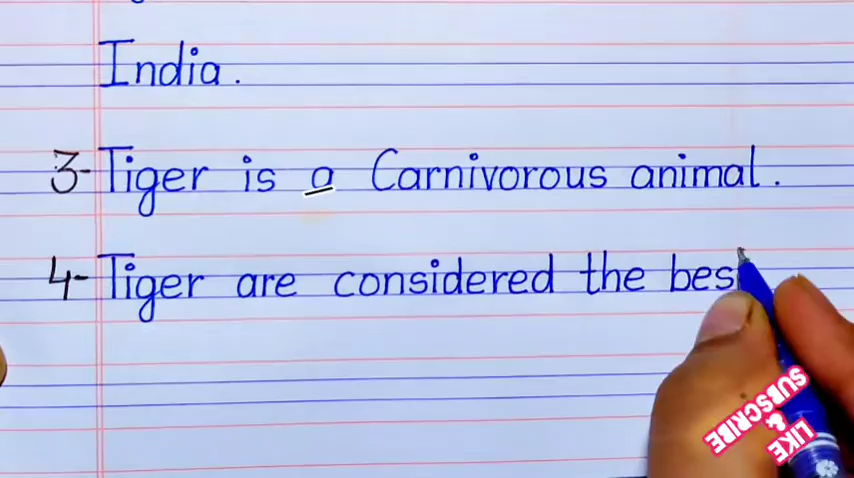 India.
3- Tiger is a Carnivorous animal.
4- Tiger are considered the bes
SUBSCRIBE
&
LIKE